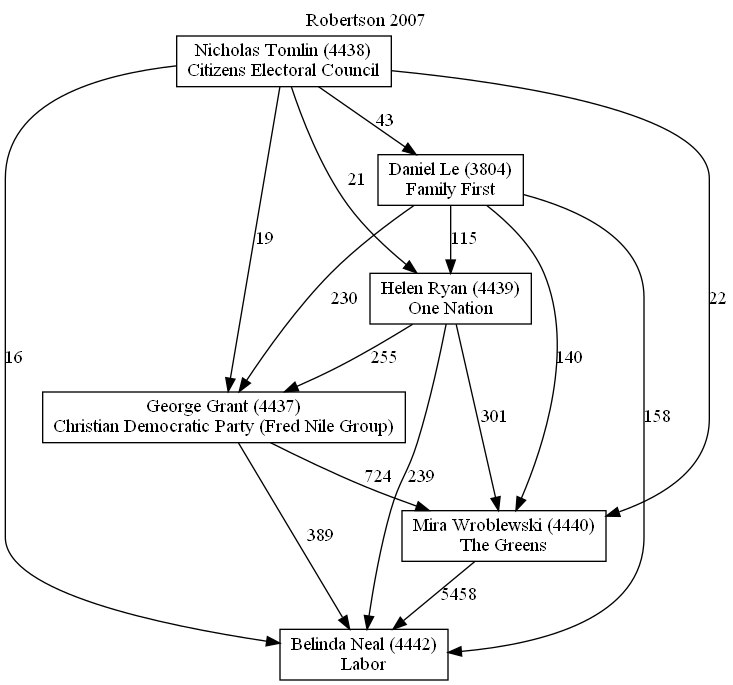 Robertson 2007
Nicholas Tomlin (4438)
Citizens Electoral Council
43
Daniel Le (3804)
Family First
21
115
19
Helen Ryan (4439)
One Nation
230
22
16
255
140
George Grant (4437)
Christian Democratic Party (Fred Nile Group)
301
158
724
239
Mira Wroblewski (4440)
The Greens
389
5458
Belinda Neal (4442)
Labor